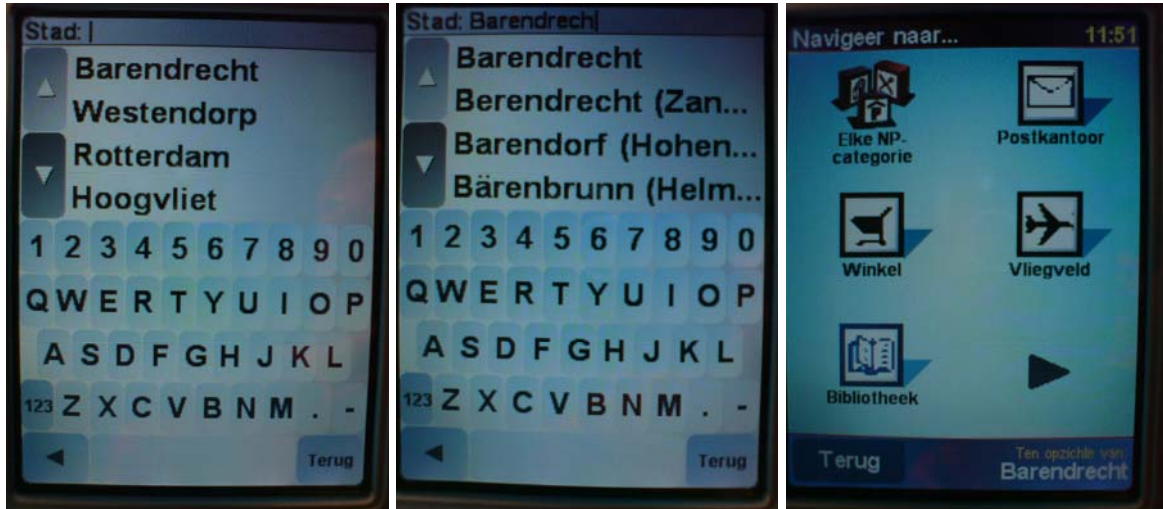 Stad:
Barendrecht
Westendorp
Rotterdam
Hoogvliet
1 2 3 4 5 6 7 8 9 0
Q W E R T Y U I O P
A S D F G H J K L
123 Z X C V B N M . -
Terug
Stad: Barendrech
Barendrecht
Berendrecht (Zan...
Barendorf (Hohen...
Bärenbrunn (Helm...
1 2 3 4 5 6 7 8 9 0
Q W E R T Y U I O P
A S D F G H J K L
123 Z X C V B N M . -
Terug
Navigeer naar... 11:51
Elke NP-
categorie
Postkantoor
Winkel
Vliegveld
Bibliotheek
Terug
Ten opzichte van:
Barendrecht